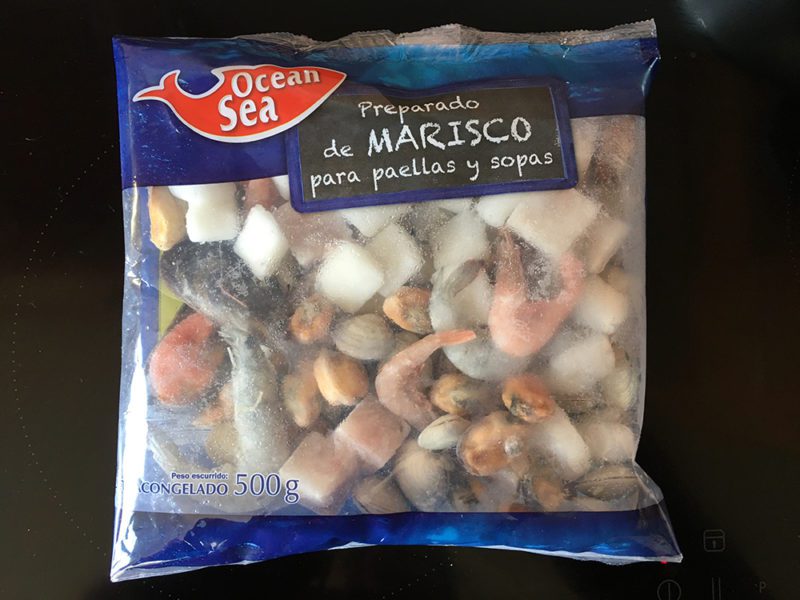 Ocean
Sea
Preparado
de MARISCO
para paellas y sopas
Peso escurrido:
CONGELADO 500g
P